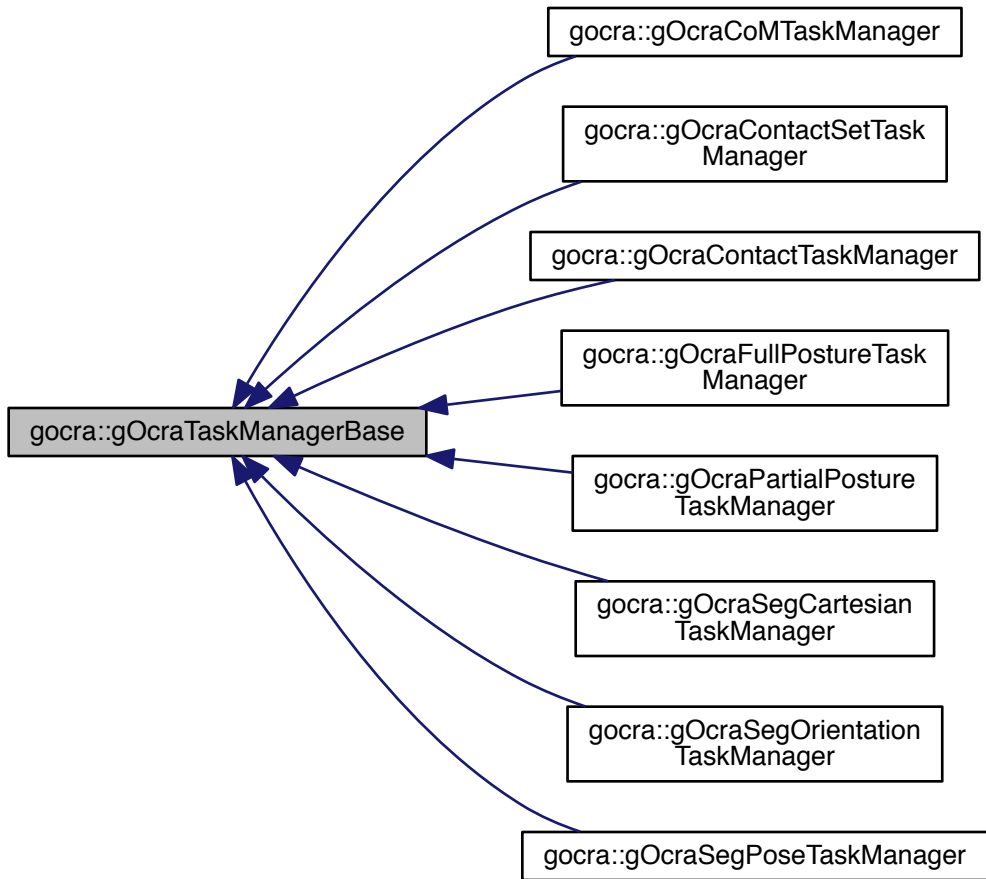 gocra::gOcraCoMTaskManager
gocra::gOcraContactSetTask
Manager
gocra::gOcraContactTaskManager
gocra::gOcraFullPostureTask
Manager
gocra::gOcraTaskManagerBase
gocra::gOcraPartialPosture
TaskManager
gocra::gOcraSegCartesian
TaskManager
gocra::gOcraSegOrientation
TaskManager
gocra::gOcraSegPoseTaskManager